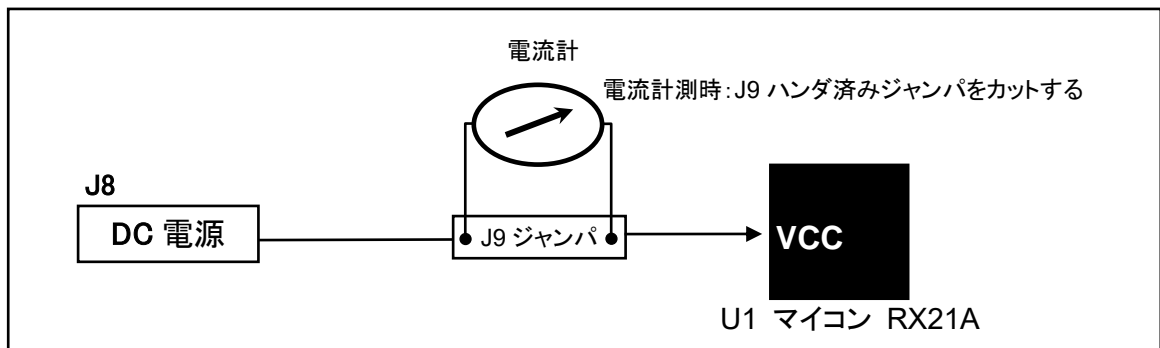 電流計
電流計測時:J9 ハンダ済みジャンパをカットする
J8
DC 電源
J9 ジャンパ
VCC
U1 マイコン RX21A